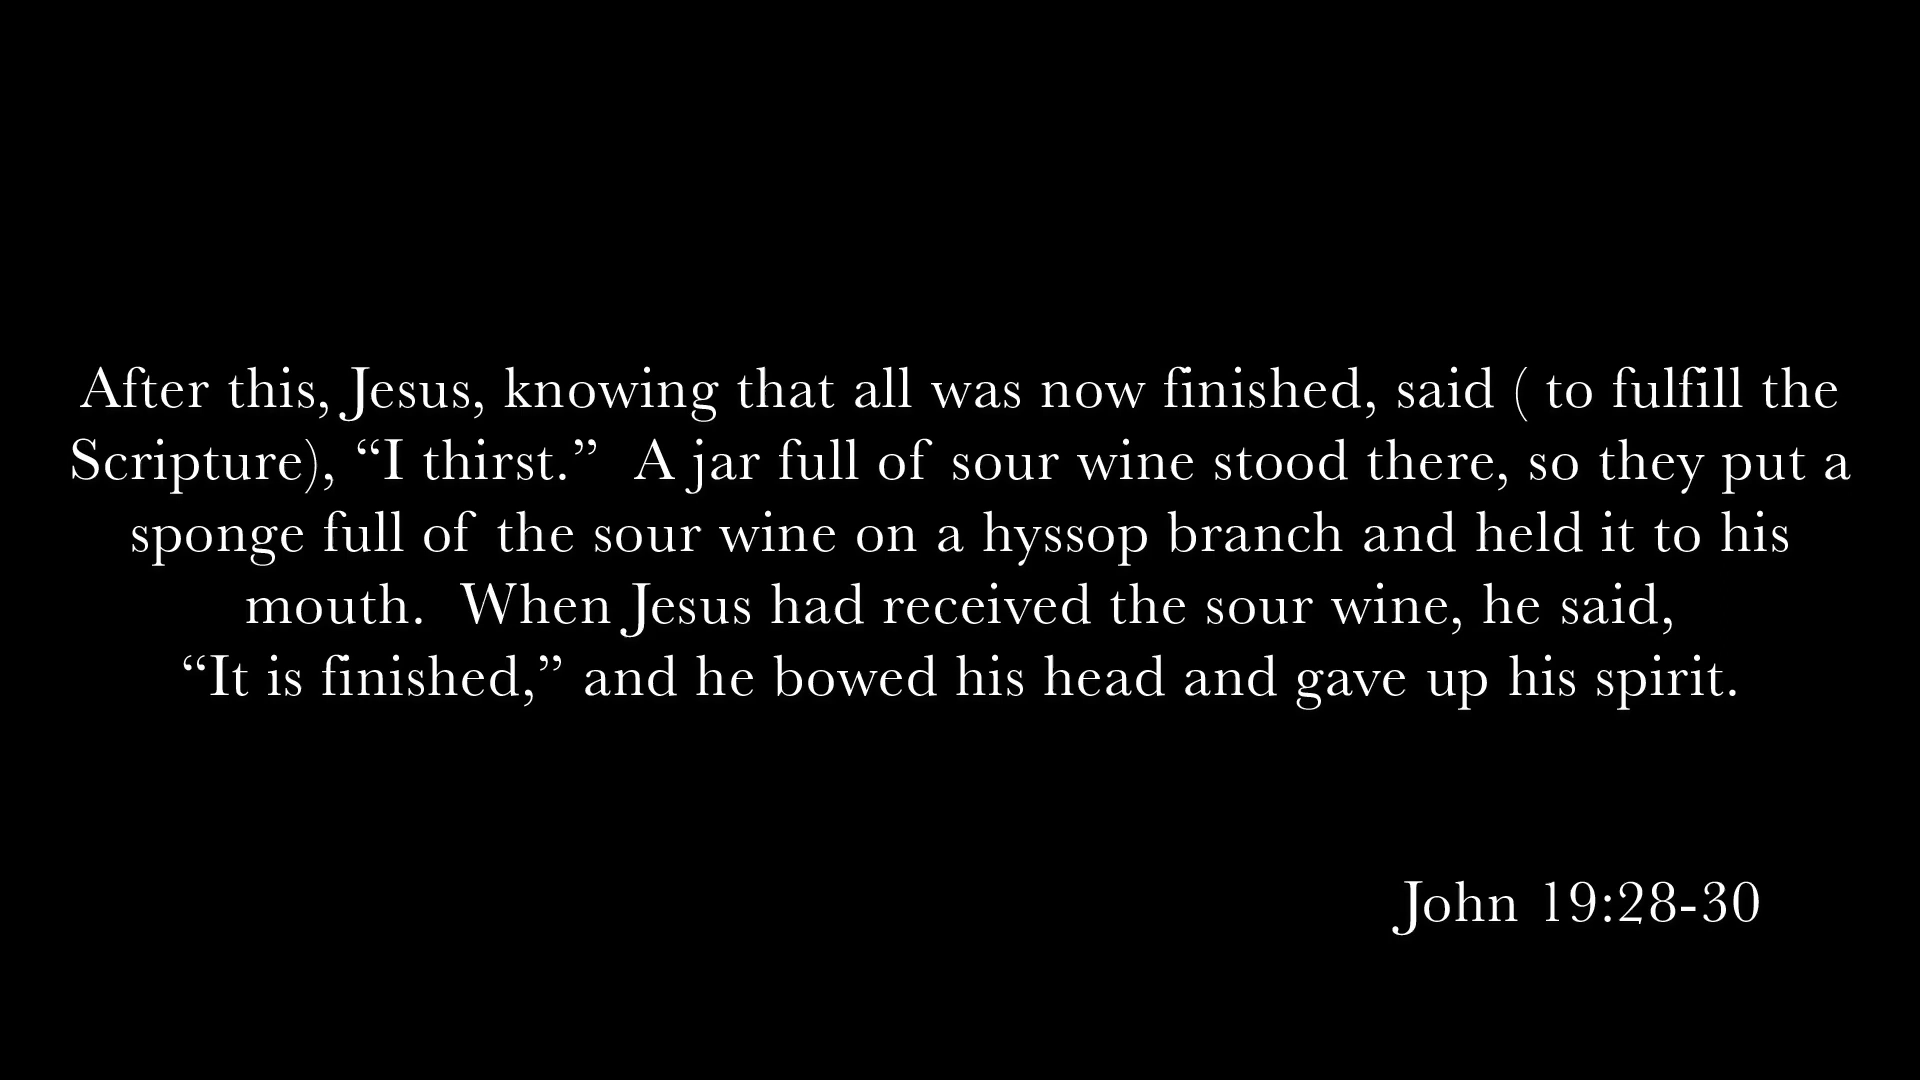 After this, Jesus, knowing that all was now finished, said ( to fulfill the
Scripture), “I thirst.”  A jar full of sour wine stood there, so they put a
sponge full of the sour wine on a hyssop branch and held it to his
mouth.  When Jesus had received the sour wine, he said,
“It is finished,” and he bowed his head and gave up his spirit.
John 19:28-30